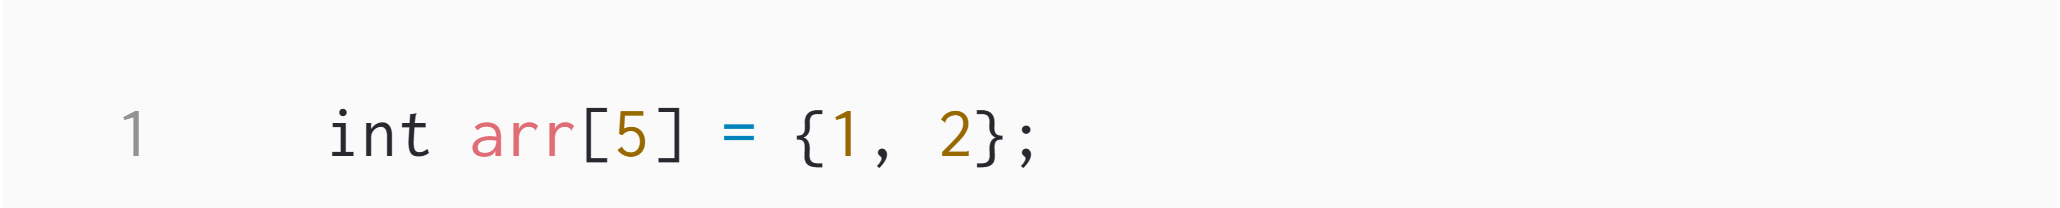 1 int arr[5] = {1, 2};